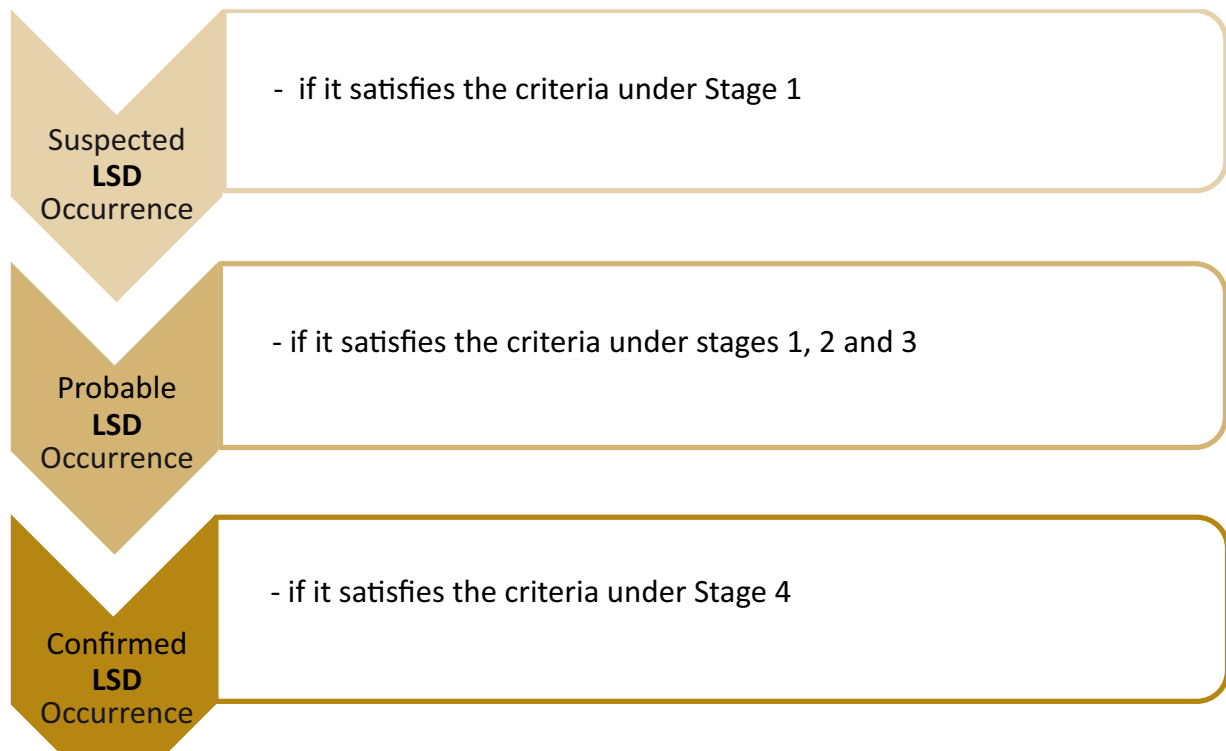 Suspected
LSD
Occurrence
- if it satisfies the criteria under Stage 1
Probable
LSD
Occurrence
- if it satisfies the criteria under stages 1, 2 and 3
Confirmed
LSD
Occurrence
- if it satisfies the criteria under Stage 4